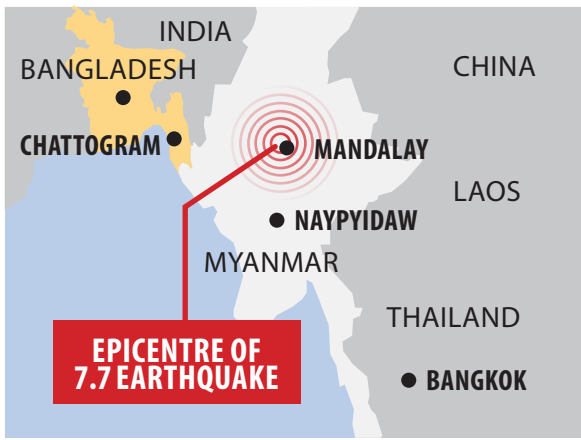 INDIA
BANGLADESH
CHINA
CHATTOGRAM
MANDALAY
LAOS
NAYPYIDAW
MYANMAR
THAILAND
EPICENTRE OF
7.7 EARTHQUAKE
BANGKOK